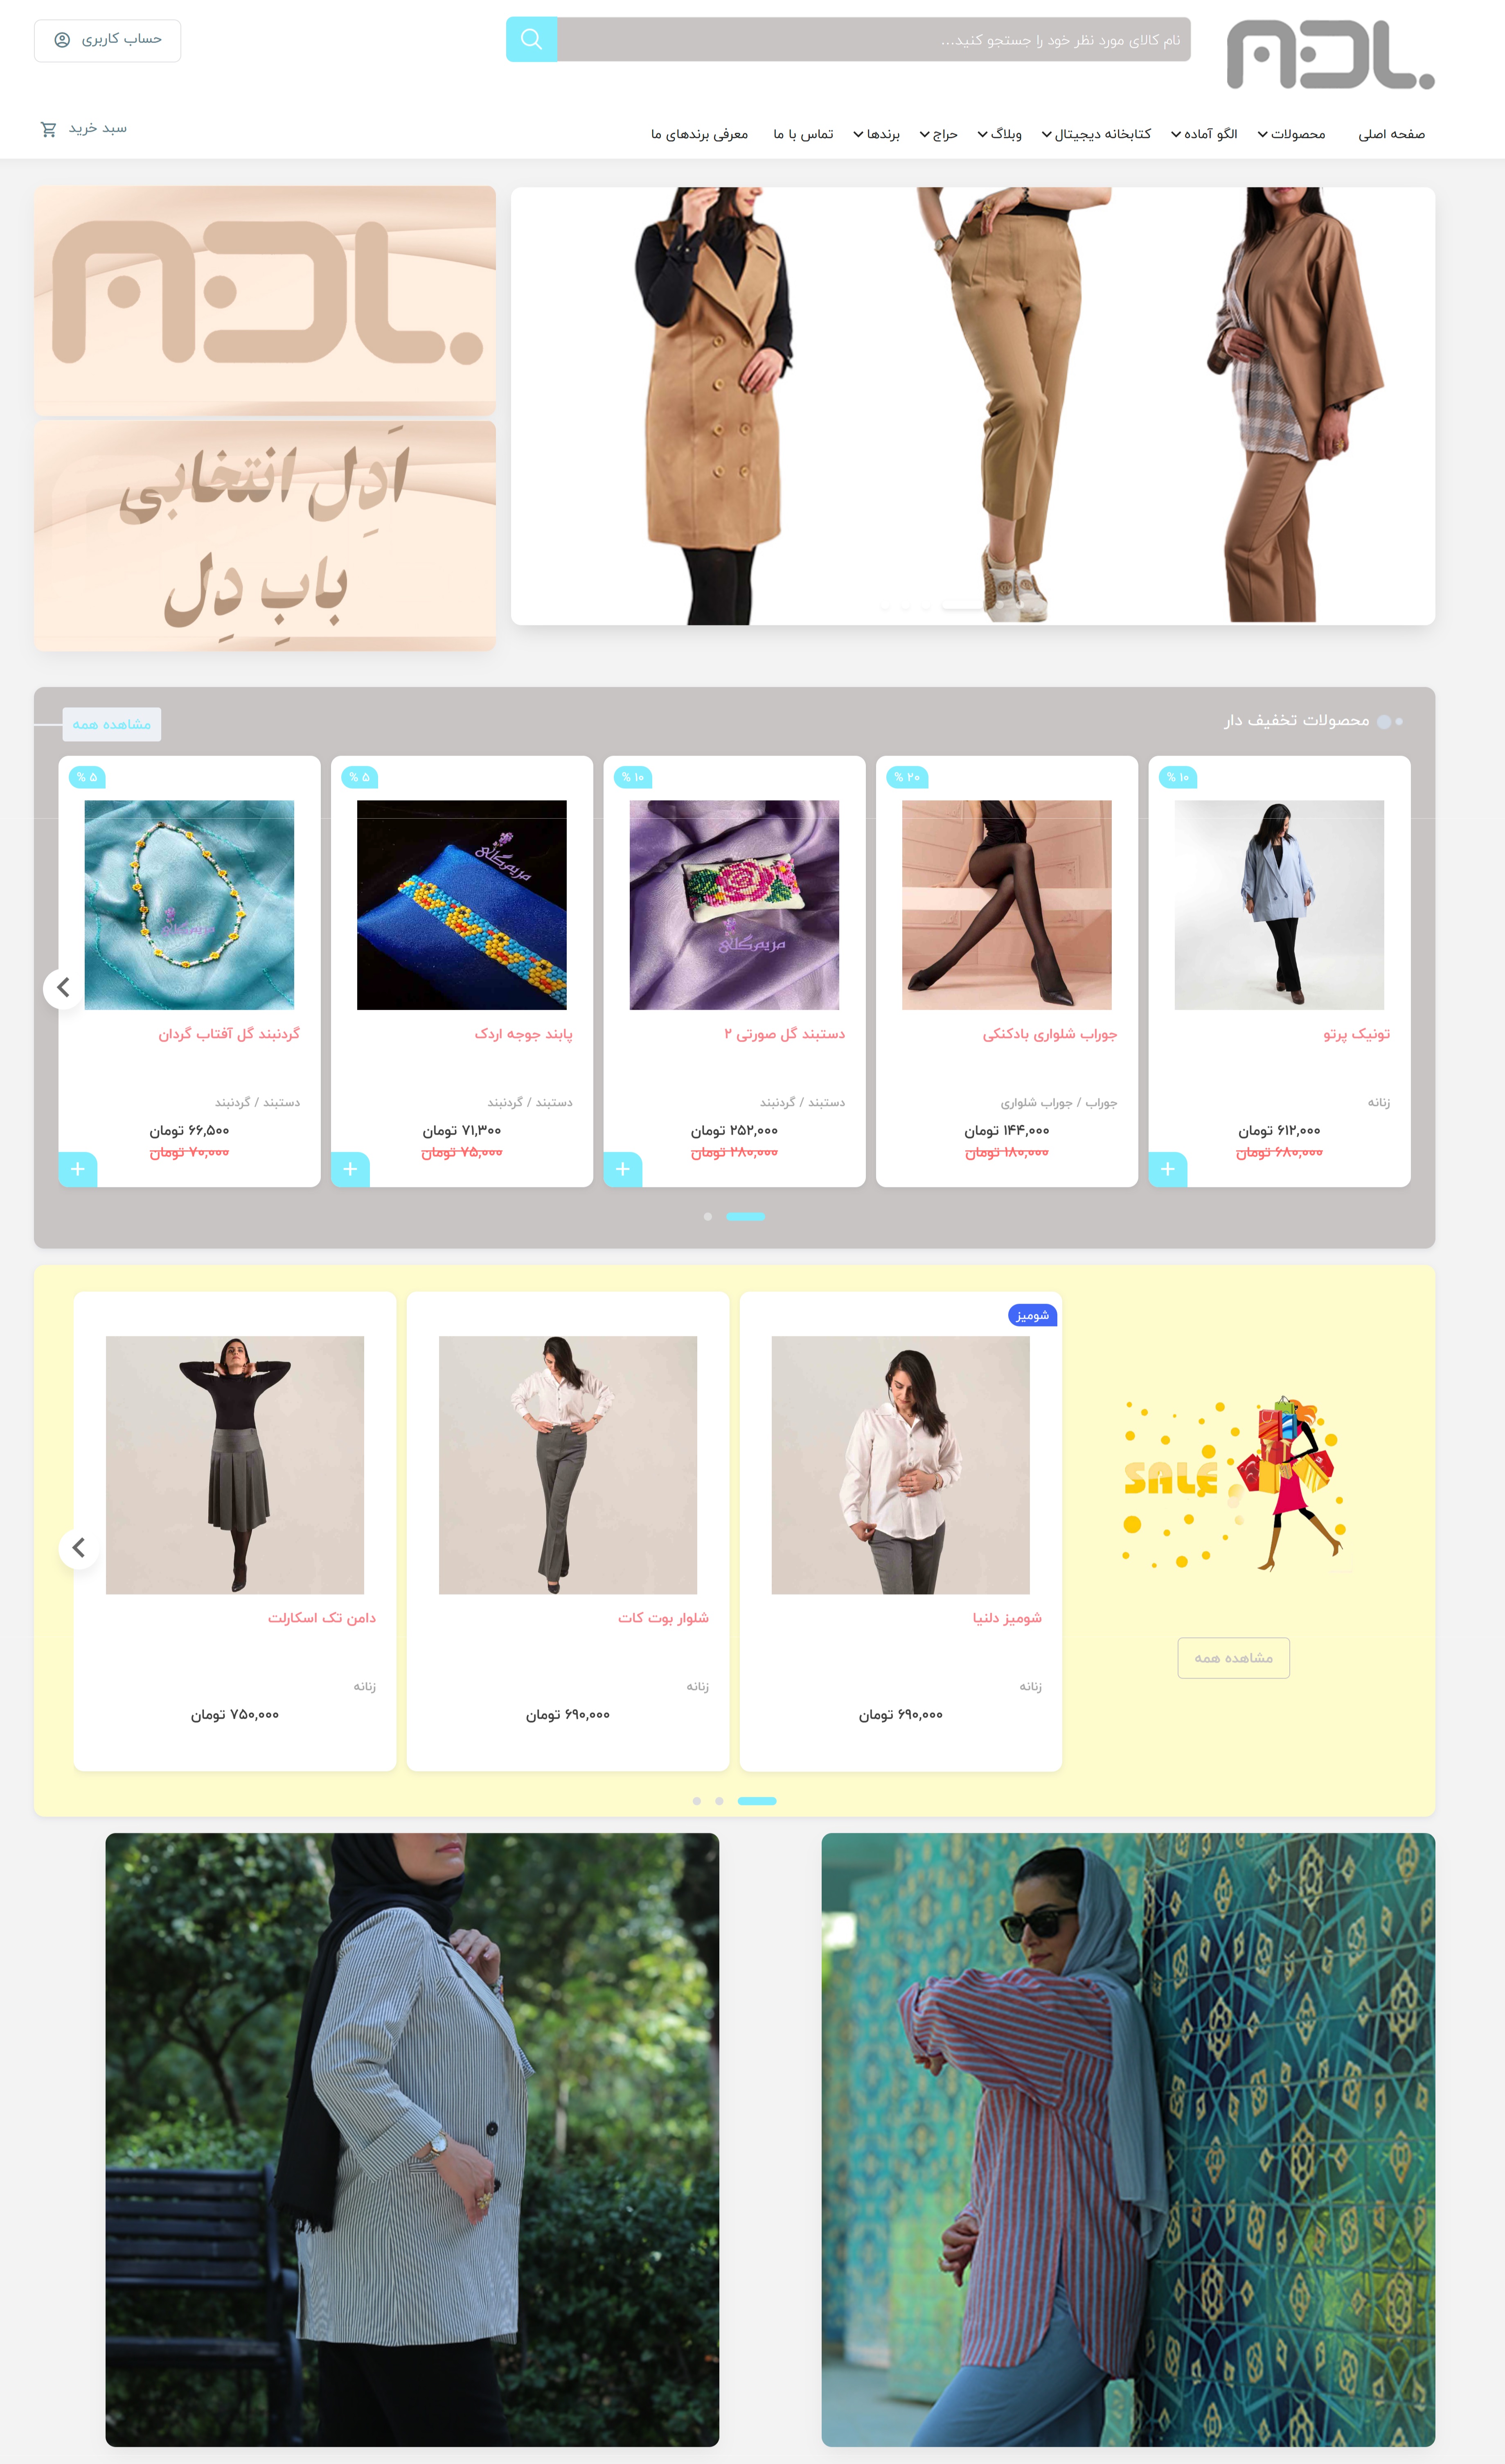 ADL.
نام کالای مورد نظر خود را جستجو کنید...
حساب کاربری
صفحه اصلی
محصولات
الگو آماده
کتابخانه دیجیتال
وبلاگ
حراج
برندها
تماس با ما
معرفی برندهای ما
سبد خرید
ADL.
اَدِل انتخابی
بابِ دِل
محصولات تخفیف دار
مشاهده همه
۱۰ %
تونیک پرتو
زنانه
۶۱۲,۰۰۰ تومان
۶۸۰,۰۰۰ تومان
+
۲۰ %
جوراب شلواری بادکنکی
جوراب / جوراب شلواری
۱۴۴,۰۰۰ تومان
۱۸۰,۰۰۰ تومان
۱۰ %
مریم‌گلی
دستبند گل صورتی ۲
دستبند / گردنبند
۲۵۲,۰۰۰ تومان
۲۸۰,۰۰۰ تومان
+
۵ %
مریم‌گلی
پابند جوجه اردک
دستبند / گردنبند
۷۱,۳۰۰ تومان
۷۵,۰۰۰ تومان
+
۵ %
مریم‌گلی
گردنبند گل آفتاب گردان
دستبند / گردنبند
۶۶,۵۰۰ تومان
۷۰,۰۰۰ تومان
+
SALE
مشاهده همه
شومیز
شومیز دلنیا
زنانه
۶۹۰,۰۰۰ تومان
شلوار بوت کات
زنانه
۶۹۰,۰۰۰ تومان
دامن تک اسکارلت
زنانه
۷۵۰,۰۰۰ تومان